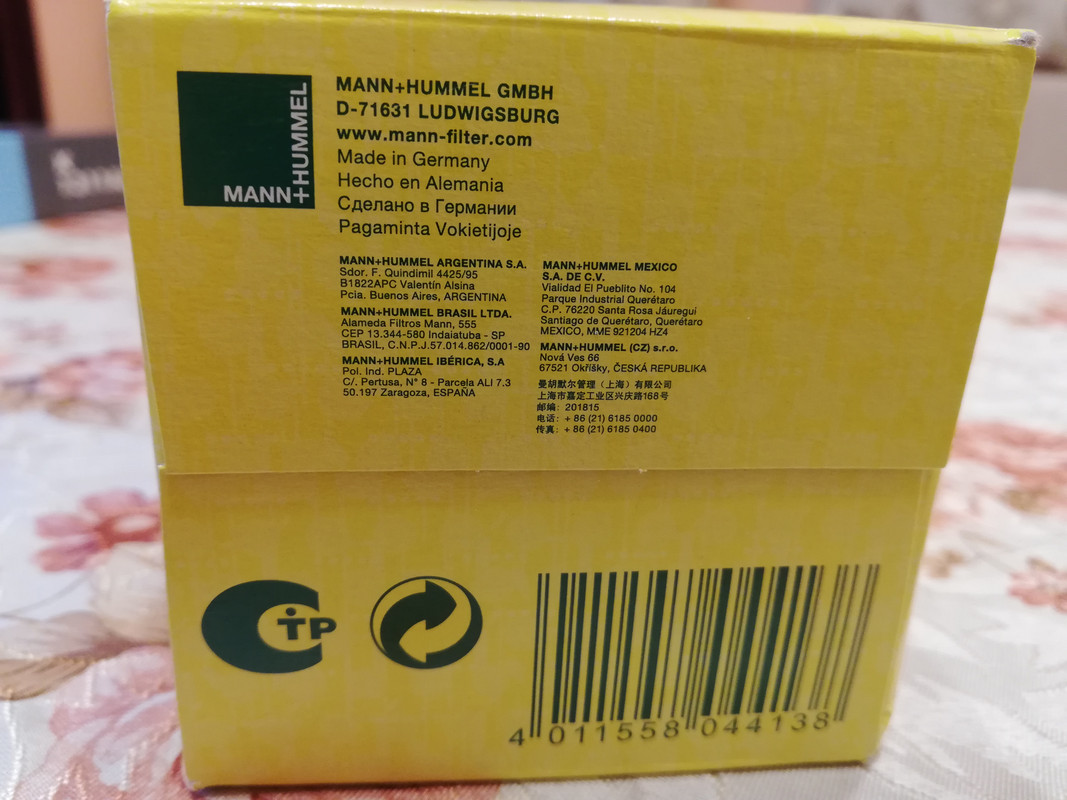 MANN+HUMMEL
MANN+HUMMEL GMBH
D-71631 LUDWIGSBURG
www.mann-filter.com
Made in Germany
Hecho en Alemania
Сделано в Германии
Pagaminta Vokietijoje
MANN+HUMMEL ARGENTINA S.A.
Sdor. F. Quindimil 4425/95
B1822APC Valentín Alsina
Pcia. Buenos Aires, ARGENTINA
MANN+HUMMEL BRASIL LTDA.
Alameda Filtros Mann, 555
CEP 13.344-580 Indaiatuba - SP
BRASIL, C.N.P.J.57.014.862/0001-90
MANN+HUMMEL IBÉRICA, S.A
Pol. Ind. PLAZA
C/. Pertusa, N° 8 - Parcela ALI 7.3
50.197 Zaragoza, ESPAÑA
MANN+HUMMEL MEXICO
S.A. DE C.V.
Vialidad El Pueblito No. 104
Parque Industrial Querétaro
C.P. 76220 Santa Rosa Jáuregui
Santiago de Querétaro, Querétaro
MEXICO, MME 921204 HZ4
MANN+HUMMEL (CZ) s.r.o.
Nová Ves 66
67521 Okříšky, ČESKÁ REPUBLIKA
曼胡默尔管理（上海）有限公司
上海市嘉定工业区兴庆路168号
邮编：201815
电话：+ 86 (21) 6185 0000
传真：+ 86 (21) 6185 0400
СТР
4 011558 044138